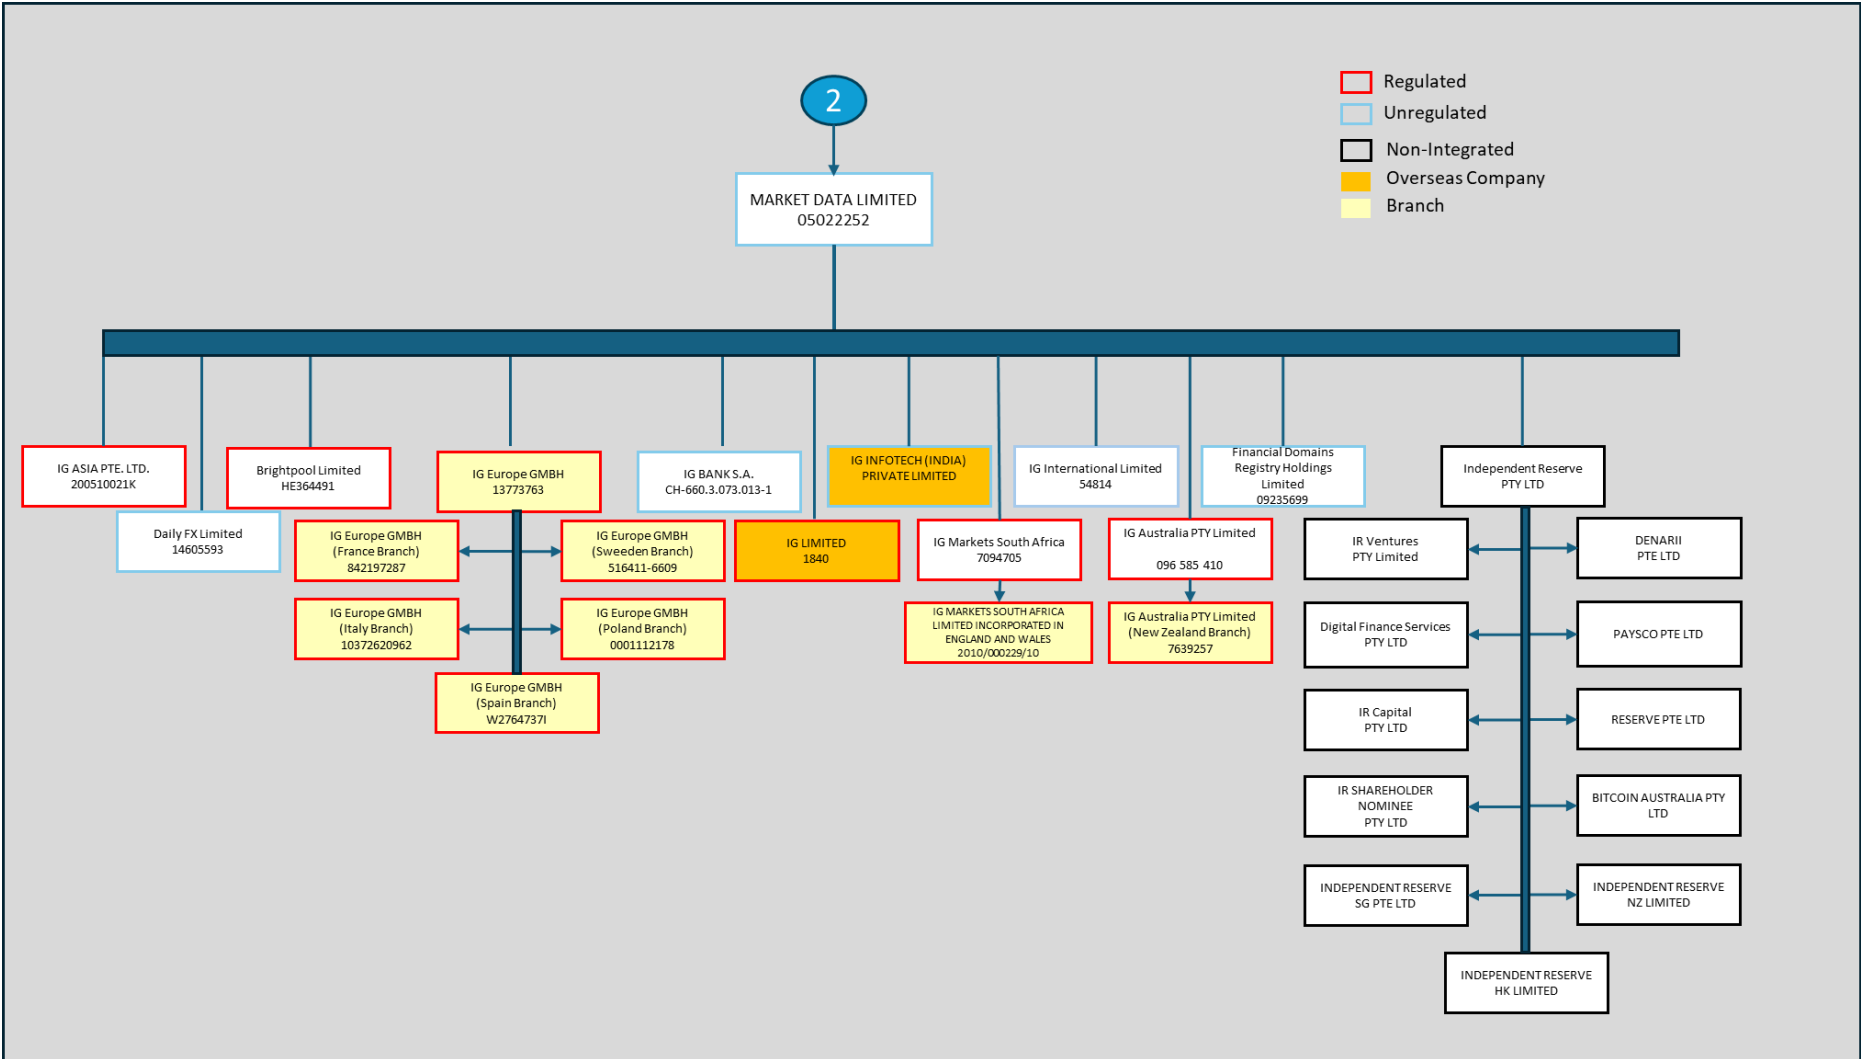 2
Regulated
Unregulated
Non-Integrated
Overseas Company
Branch
MARKET DATA LIMITED
05022252
IG ASIA PTE. LTD.
200510021K
Daily FX Limited
14605593
Brightpool Limited
HE364491
IG Europe GMBH
13773763
IG Europe GMBH
(France Branch)
842197287
IG Europe GMBH
(Sweeden Branch)
516411-6609
IG Europe GMBH
(Italy Branch)
10372620962
IG Europe GMBH
(Poland Branch)
0001112178
IG Europe GMBH
(Spain Branch)
W2764737I
IG BANK S.A.
CH-660.3.073.013-1
IG LIMITED
1840
IG INFOTECH (INDIA)
PRIVATE LIMITED
IG Markets South Africa
7094705
IG MARKETS SOUTH AFRICA
LIMITED INCORPORATED IN
ENGLAND AND WALES
2010/000229/10
IG International Limited
54814
IG Australia PTY Limited
096 585 410
IG Australia PTY Limited
(New Zealand Branch)
7639257
Financial Domains
Registry Holdings
Limited
09235699
Independent Reserve
PTY LTD
IR Ventures
PTY Limited
DENARII
PTE LTD
Digital Finance Services
PTY LTD
PAYSCO PTE LTD
IR Capital
PTY LTD
RESERVE PTE LTD
IR SHAREHOLDER
NOMINEE
PTY LTD
BITCOIN AUSTRALIA PTY
LTD
INDEPENDENT RESERVE
SG PTE LTD
INDEPENDENT RESERVE
NZ LIMITED
INDEPENDENT RESERVE
HK LIMITED